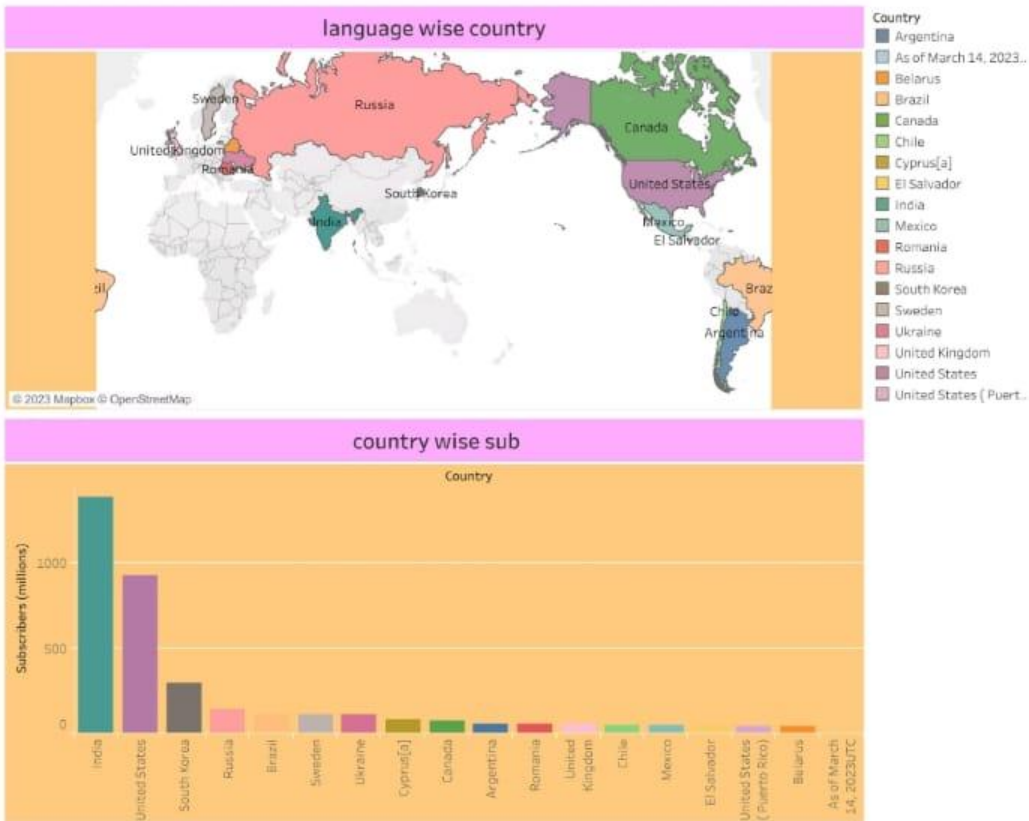 language wise country
Country
Argentina
As of March 14, 2023..
Belarus
Brazil
Canada
Chile
Cyprus[a]
El Salvador
India
Mexico
Romania
Russia
South Korea
Sweden
Ukraine
United Kingdom
United States
United States ( Puert..
Sweden
Russia
Canada
United Kingdom
Romania
South Korea
United States
India
Mexico
El Salvador
zil
Braz
Chile
Argentina
© 2023 Mapbox © OpenStreetMap
country wise sub
Country
Subscribers (millions)
1000
500
0
India
United States
South Korea
Russia
Brazil
Sweden
Ukraine
Cyprus[a]
Canada
Argentina
Romania
United
Kingdom
Chile
Mexico
El Salvador
United States
( Puerto Rico)
Belarus
As of March
14, 2023UTC